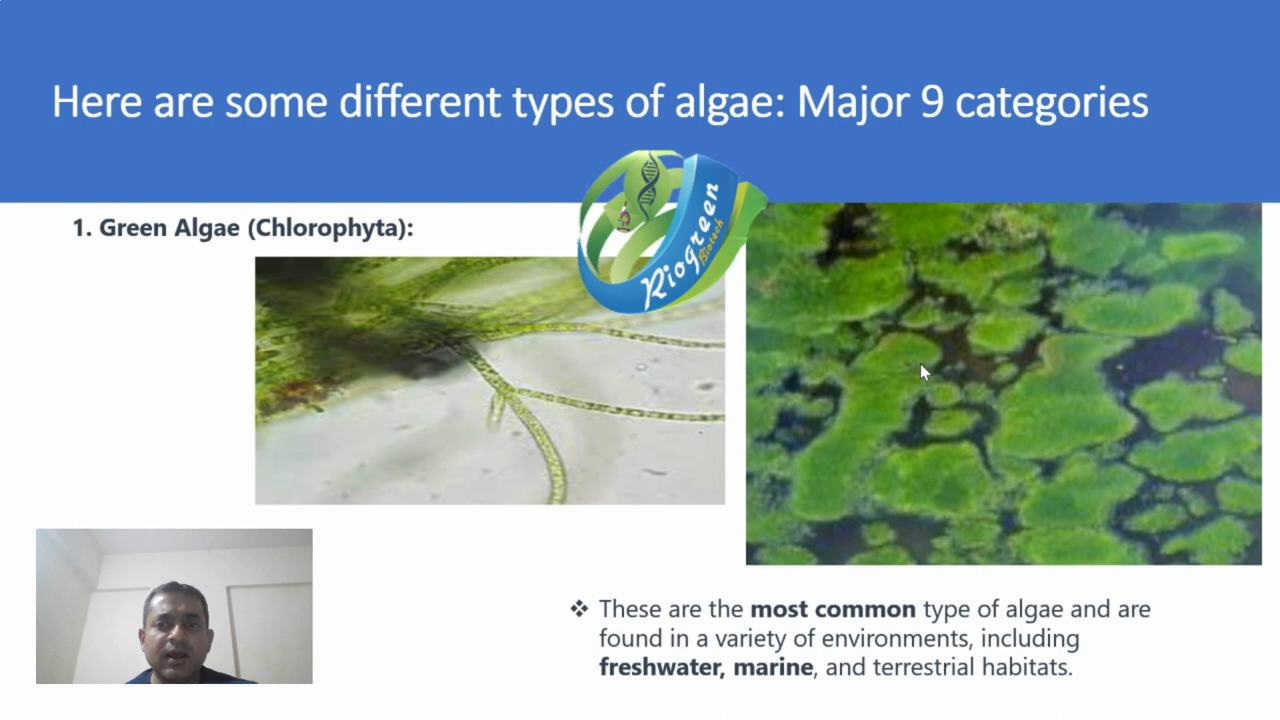 Here are some different types of algae: Major 9 categories
1. Green Algae (Chlorophyta):
Riogreen
Biotech
❖ These are the most common type of algae and are
found in a variety of environments, including
freshwater, marine, and terrestrial habitats.